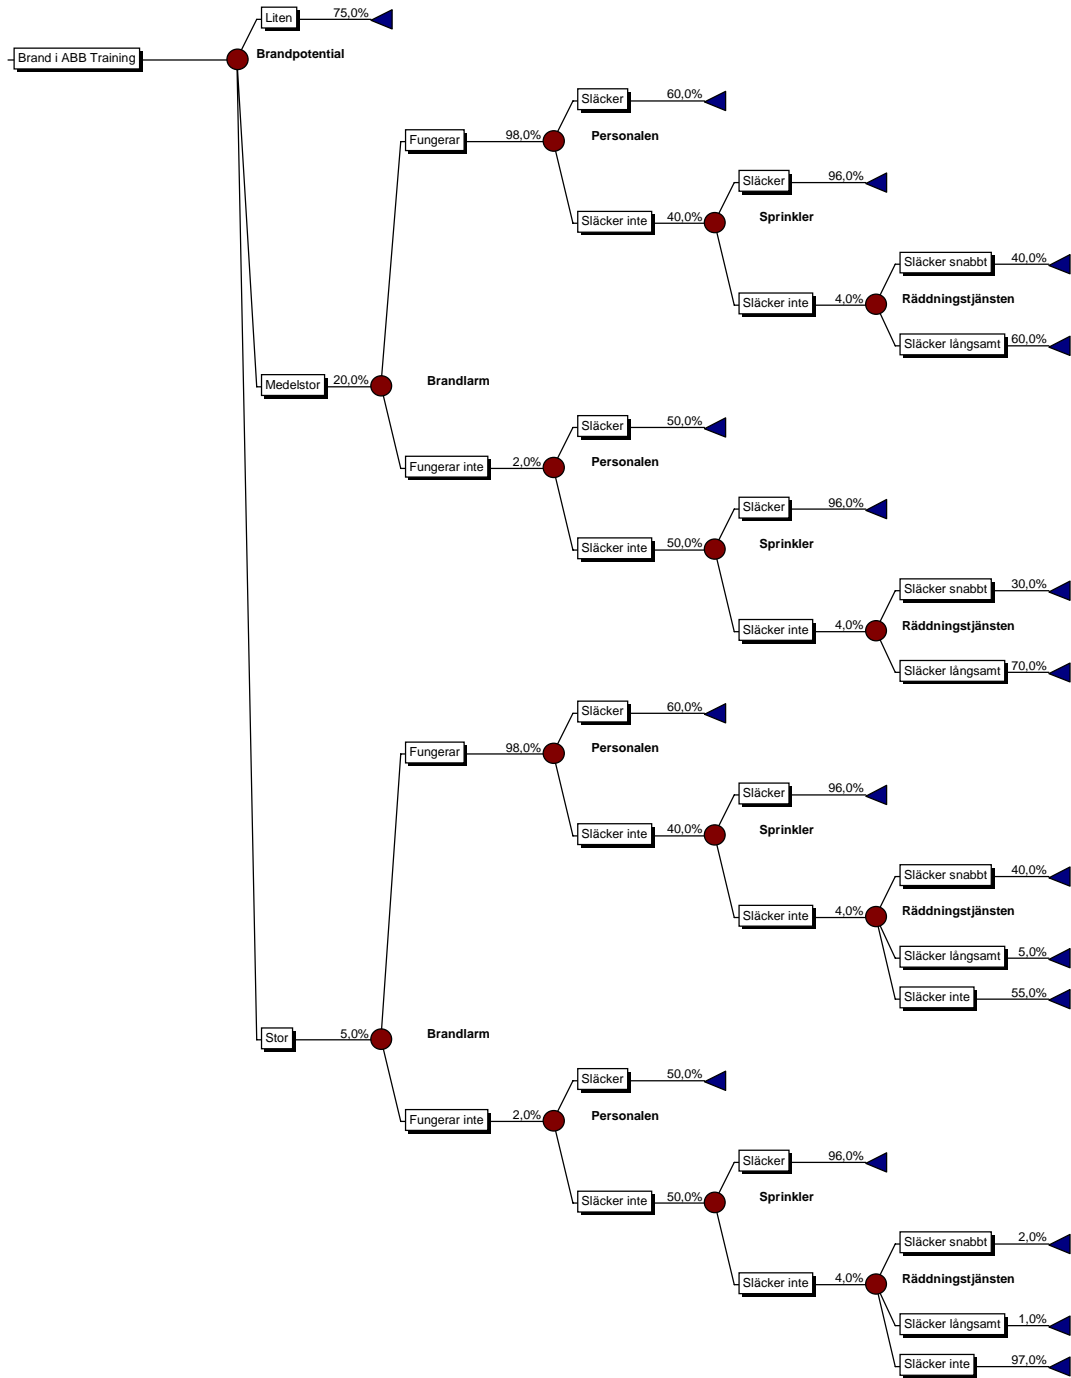 Liten 75,0%
Brand i ABB Training
Brandpotential
Släcker 60,0%
Fungerar 98,0%
Personalen
Släcker 96,0%
Släcker inte 40,0%
Sprinkler
Släcker snabbt 40,0%
Släcker inte 4,0%
Räddningstjänsten
Släcker långsamt 60,0%
Medelstor 20,0%
Brandlarm
Släcker 50,0%
Fungerar inte 2,0%
Personalen
Släcker 96,0%
Släcker inte 50,0%
Sprinkler
Släcker snabbt 30,0%
Släcker inte 4,0%
Räddningstjänsten
Släcker långsamt 70,0%
Släcker 60,0%
Fungerar 98,0%
Personalen
Släcker 96,0%
Släcker inte 40,0%
Sprinkler
Släcker snabbt 40,0%
Släcker inte 4,0%
Räddningstjänsten
Släcker långsamt 5,0%
Släcker inte 55,0%
Stor 5,0%
Brandlarm
Släcker 50,0%
Fungerar inte 2,0%
Personalen
Släcker 96,0%
Släcker inte 50,0%
Sprinkler
Släcker snabbt 2,0%
Släcker inte 4,0%
Räddningstjänsten
Släcker långsamt 1,0%
Släcker inte 97,0%